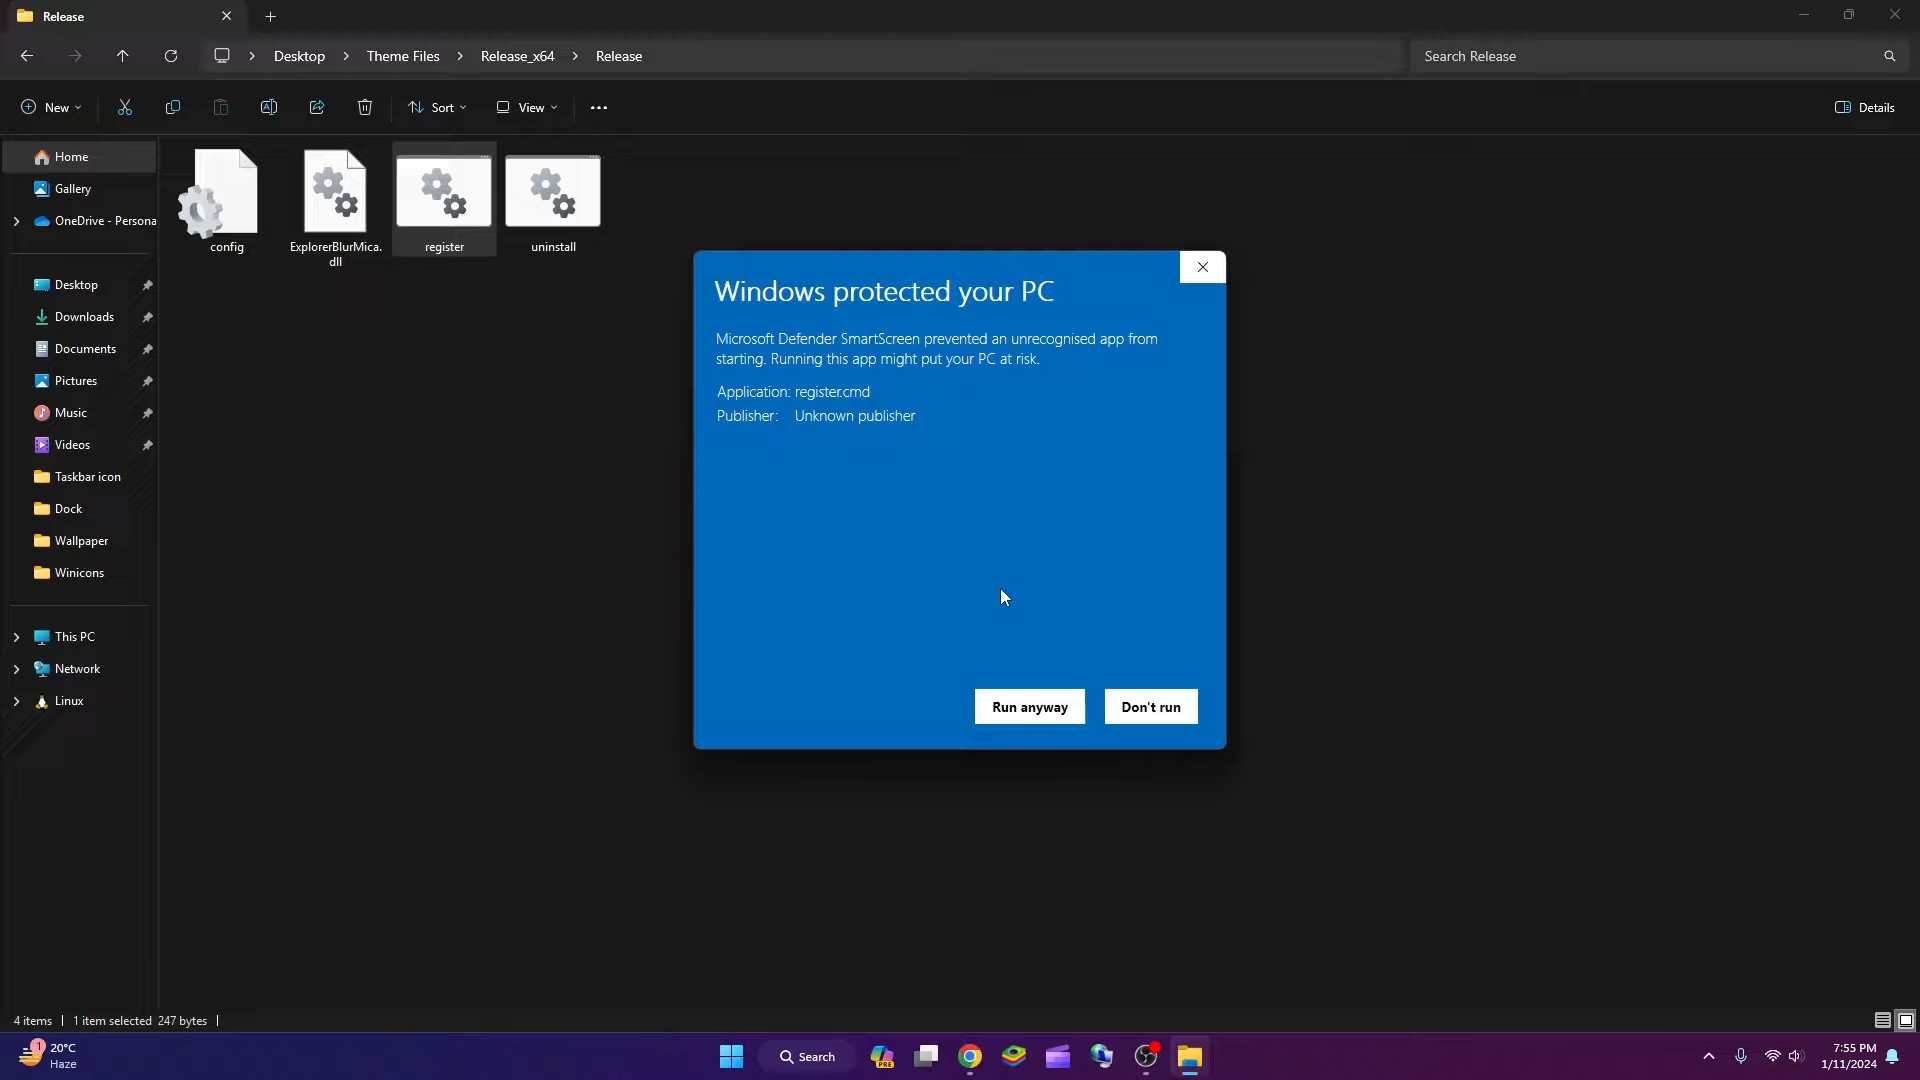 Release
Desktop
Theme Files
Release_x64
Release
Search Release
New
Sort
View
Details
Home
Gallery
OneDrive - Persona
Desktop
Downloads
Documents
Pictures
Music
Videos
Taskbar icon
Dock
Wallpaper
Winicons
This PC
Network
Linux
config
ExplorerBlurMica.
dll
register
uninstall
Windows protected your PC
Microsoft Defender SmartScreen prevented an unrecognised app from
starting. Running this app might put your PC at risk.
Application: register.cmd
Publisher: Unknown publisher
Run anyway
Don't run
4 items
1 item selected 247 bytes
1
20°C
Haze
Search
PRE
7:55 PM
1/11/2024